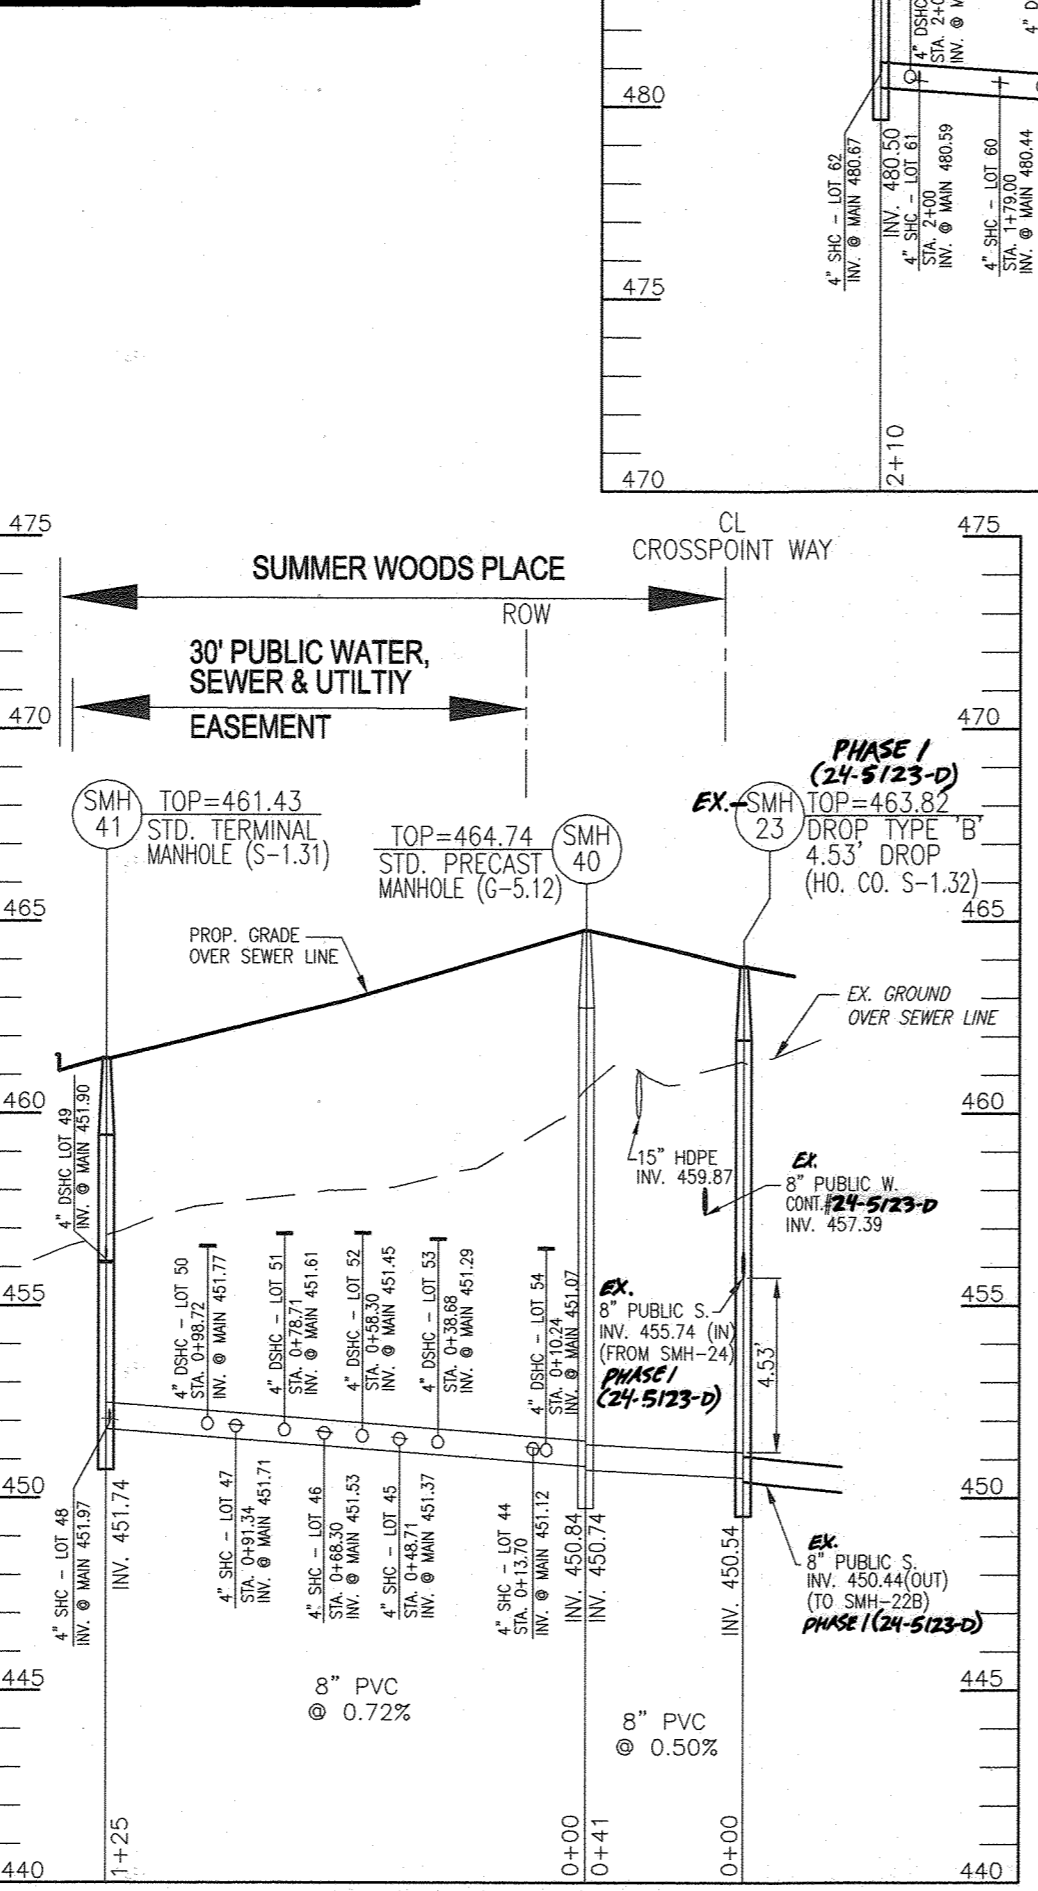 480
475
470
4" DSHC
STA. 2+0
INV. @ M
4" D
4" SHC - LOT 62
INV. @ MAIN 480.67
INV. 480.50
4" SHC - LOT 61
STA. 2+00
INV. @ MAIN 480.59
4" SHC - LOT 60
STA. 1+79.00
INV. @ MAIN 480.44
2+10
475
470
465
460
455
450
445
440
CL
CROSSPOINT WAY
475
SUMMER WOODS PLACE
ROW
30' PUBLIC WATER,
SEWER & UTILTIY
EASEMENT
470
PHASE 1
(24-5123-D)
SMH
41
TOP=461.43
STD. TERMINAL
MANHOLE (S-1.31)
TOP=464.74
STD. PRECAST
MANHOLE (G-5.12)
SMH
40
EX.-SMH
23
TOP=463.82
DROP TYPE 'B'
4.53' DROP
(HO. CO. S-1.32)
465
PROP. GRADE
OVER SEWER LINE
EX. GROUND
OVER SEWER LINE
460
15" HDPE
INV. 459.87
EX.
8" PUBLIC W.
CONT.#24-5123-D
INV. 457.39
4" DSHC LOT 49
INV. @ MAIN 451.90
4" DSHC - LOT 50
STA. 0+98.72
INV. @ MAIN 451.77
4" DSHC - LOT 51
STA. 0+78.71
INV. @ MAIN 451.61
4" DSHC - LOT 52
STA. 0+58.30
INV. @ MAIN 451.45
4" DSHC - LOT 53
STA. 0+38.68
INV. @ MAIN 451.29
4" DSHC - LOT 54
STA. 0+10.24
INV. @ MAIN 451.07
EX.
8" PUBLIC S.
INV. 455.74 (IN)
(FROM SMH-24)
PHASE 1
(24-5123-D)
4.53'
455
450
4" SHC - LOT 48
INV. @ MAIN 451.97
INV. 451.74
4" SHC - LOT 47
STA. 0+91.34
INV. @ MAIN 451.71
4" SHC - LOT 46
STA. 0+68.30
INV. @ MAIN 451.53
4" SHC - LOT 45
STA. 0+48.71
INV. @ MAIN 451.37
4" SHC - LOT 44
STA. 0+13.70
INV. @ MAIN 451.12
INV. 450.84
INV. 450.74
INV. 450.54
EX.
8" PUBLIC S.
INV. 450.44(OUT)
(TO SMH-22B)
PHASE 1 (24-5123-D)
445
8" PVC
@ 0.72%
8" PVC
@ 0.50%
1+25
0+00
0+41
0+00
440